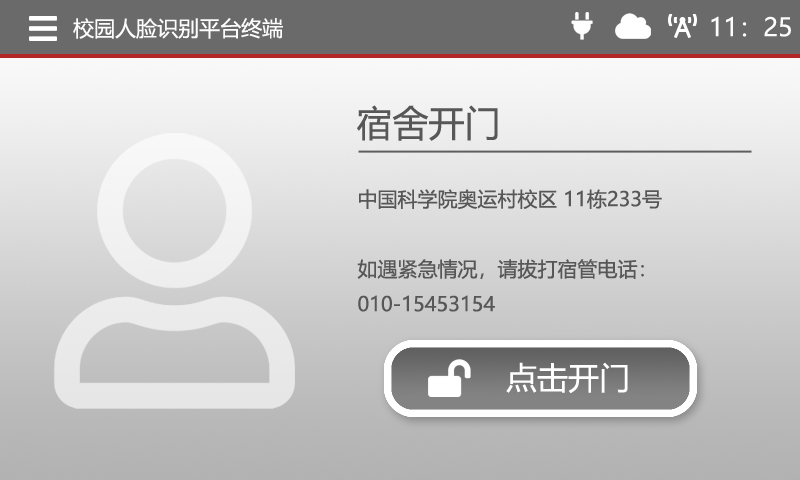 校园人脸识别平台终端
11：25
宿舍开门
中国科学院奥运村校区 11栋233号
如遇紧急情况，请拔打宿管电话：
010-15453154
点击开门